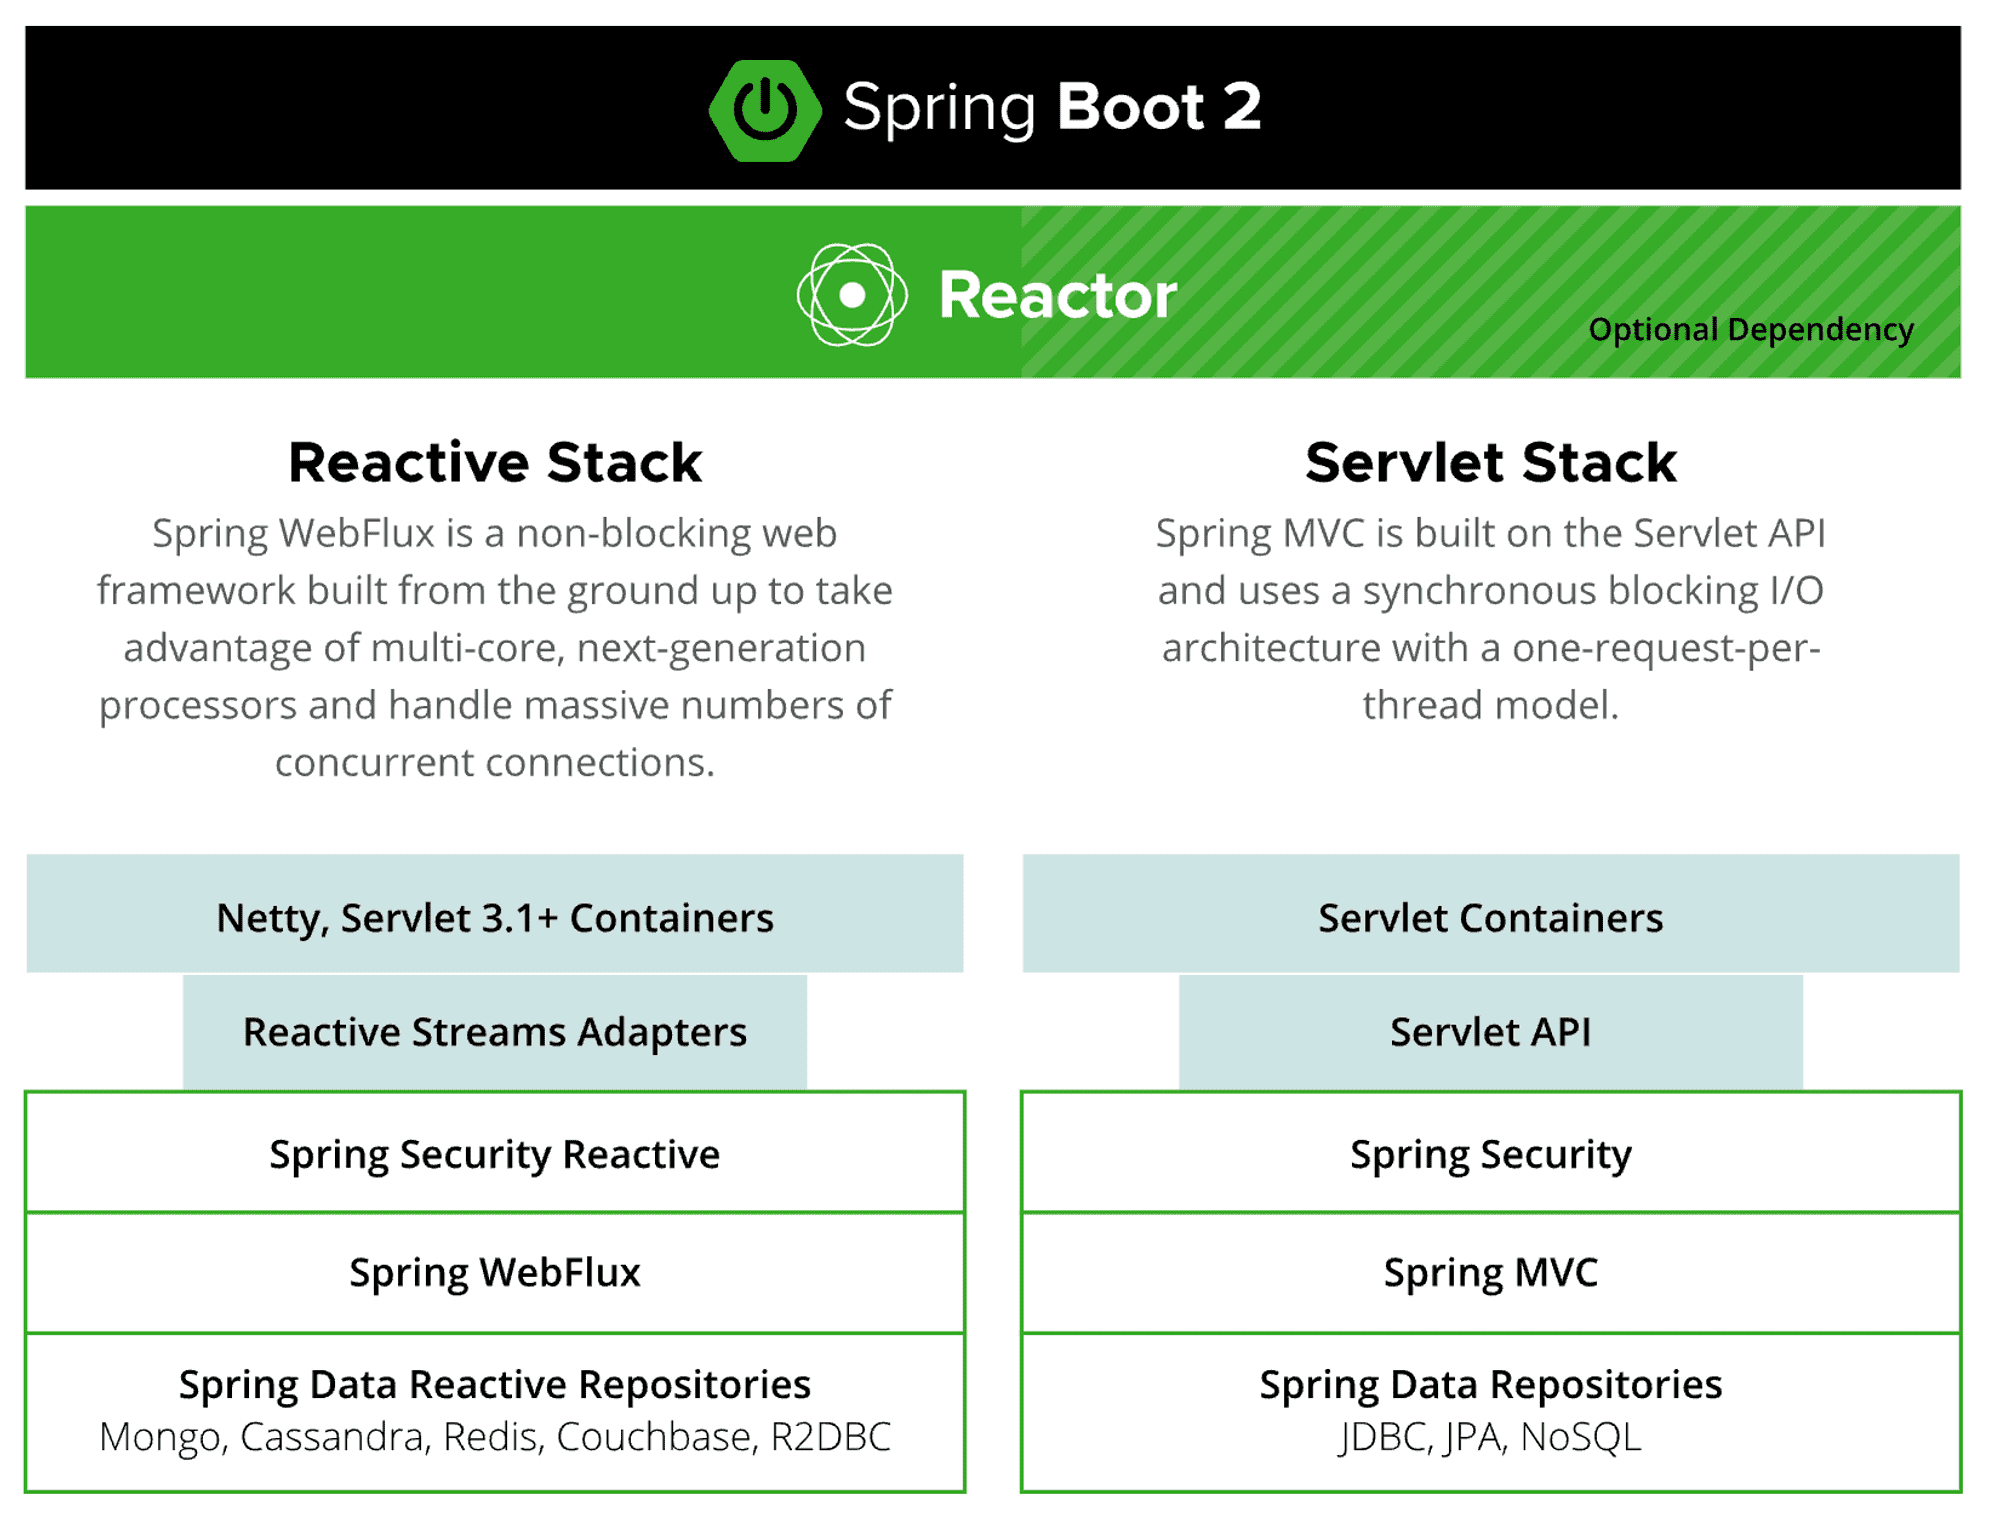 Spring Boot 2
Reactor
Optional Dependency
Reactive Stack
Spring WebFlux is a non-blocking web
framework built from the ground up to take
advantage of multi-core, next-generation
processors and handle massive numbers of
concurrent connections.
Netty, Servlet 3.1+ Containers
Reactive Streams Adapters
Spring Security Reactive
Spring WebFlux
Spring Data Reactive Repositories
Mongo, Cassandra, Redis, Couchbase, R2DBC
Servlet Stack
Spring MVC is built on the Servlet API
and uses a synchronous blocking I/O
architecture with a one-request-per-
thread model.
Servlet Containers
Servlet API
Spring Security
Spring MVC
Spring Data Repositories
JDBC, JPA, NoSQL